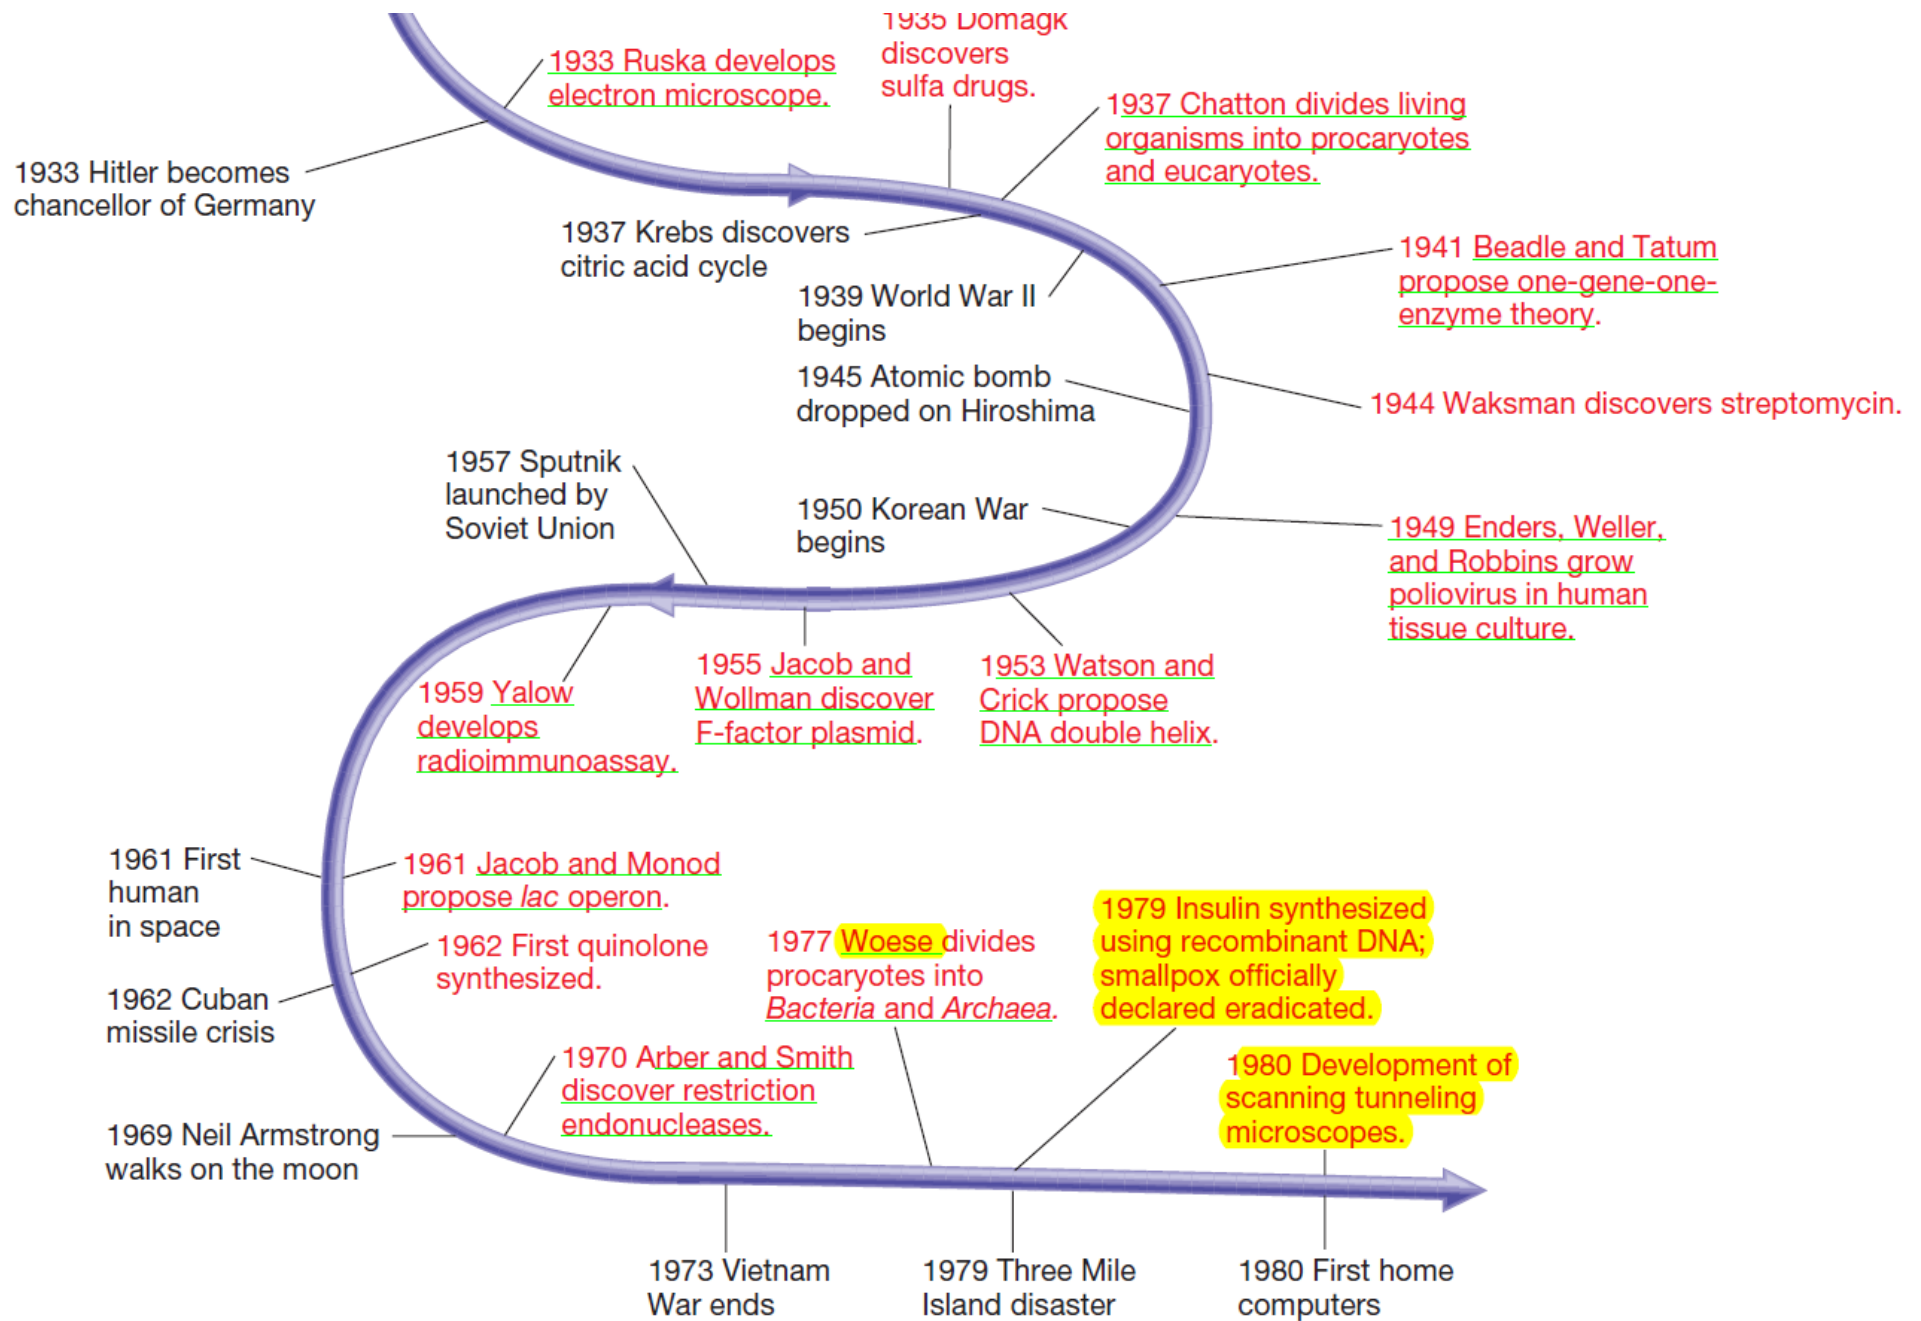 1933 Ruska develops
electron microscope.
1935 Domagk
discovers
sulfa drugs.
1937 Chatton divides living
organisms into procaryotes
and eucaryotes.
1933 Hitler becomes
chancellor of Germany
1937 Krebs discovers
citric acid cycle
1939 World War II
begins
1941 Beadle and Tatum
propose one-gene-one-
enzyme theory.
1945 Atomic bomb
dropped on Hiroshima
1944 Waksman discovers streptomycin.
1957 Sputnik
launched by
Soviet Union
1950 Korean War
begins
1949 Enders, Weller,
and Robbins grow
poliovirus in human
tissue culture.
1959 Yalow
develops
radioimmunoassay.
1955 Jacob and
Wollman discover
F-factor plasmid.
1953 Watson and
Crick propose
DNA double helix.
1961 First
human
in space
1961 Jacob and Monod
propose lac operon.
1962 First quinolone
synthesized.
1962 Cuban
missile crisis
1977 Woese divides
procaryotes into
Bacteria and Archaea.
1979 Insulin synthesized
using recombinant DNA;
smallpox officially
declared eradicated.
1970 Arber and Smith
discover restriction
endonucleases.
1980 Development of
scanning tunneling
microscopes.
1969 Neil Armstrong
walks on the moon
1973 Vietnam
War ends
1979 Three Mile
Island disaster
1980 First home
computers